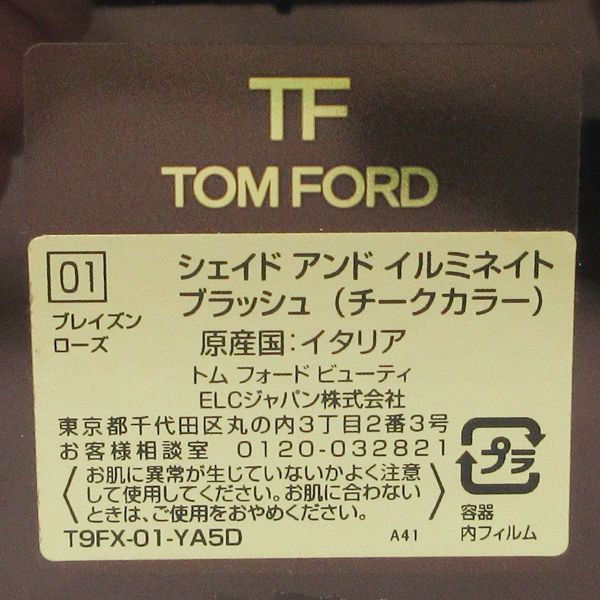 TF
TOM FORD
01
ブレイズン
ローズ
シェイド アンド イルミネイト
ブラッシュ（チークカラー）
原産国：イタリア
トム フォード ビューティ
ELCジャパン株式会社
東京都千代田区丸の内3丁目2番3号
お客様相談室 0120-032821
お肌に異常が生じていないかよく注意
して使用してください。お肌に合わない
ときは、ご使用をおやめください。
T9FX-01-YA5D
A41
プラ
容器
内フィルム